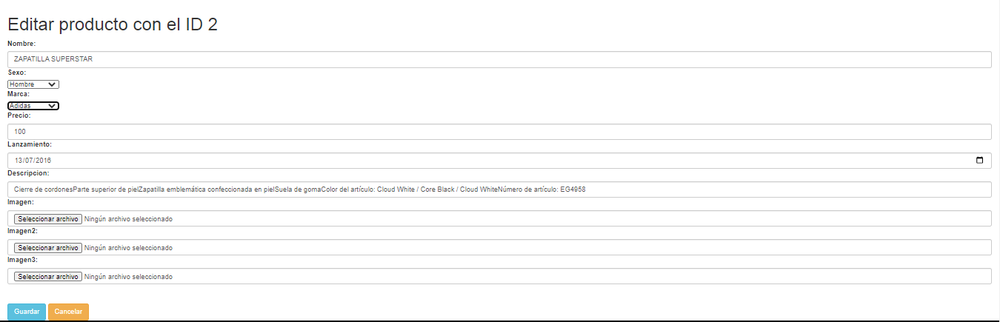 Editar producto con el ID 2
Nombre:
ZAPATILLA SUPERSTAR
Sexo:
Hombre
Marca:
Adidas
Precio:
100
Lanzamiento:
13/07/2016
Descripcion:
Cierre de cordonesParte superior de pielZapatilla emblemática confeccionada en pielSuela de gomaColor del artículo: Cloud White / Core Black / Cloud WhiteNúmero de artículo: EG4958
Imagen:
Seleccionar archivo Ningún archivo seleccionado
Imagen2:
Seleccionar archivo Ningún archivo seleccionado
Imagen3:
Seleccionar archivo Ningún archivo seleccionado
Guardar Cancelar